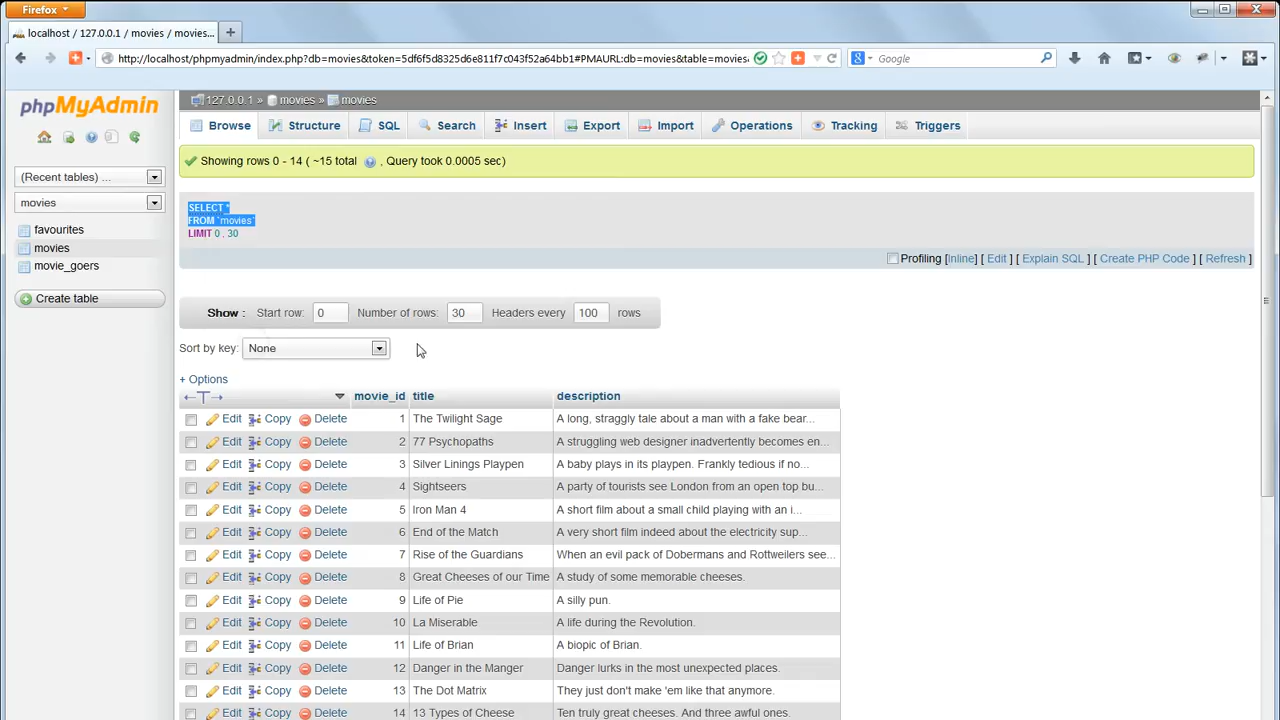 Firefox
localhost / 127.0.0.1 / movies / movies...
http://localhost/phpmyadmin/index.php?db=movies&token=5df6f5d8325d6e811f7c043f52a64bb1#PMAURL:db=movies&table=movies
Google
phpMyAdmin
(Recent tables) ...
movies
favourites
movies
movie_goers
Create table
127.0.0.1 » movies » movies
Browse Structure SQL Search Insert Export Import Operations Tracking Triggers
Showing rows 0 - 14 ( ~15 total . Query took 0.0005 sec)
SELECT *
FROM `movies`
LIMIT 0 , 30
Profiling [Inline] [ Edit ] [ Explain SQL ] [ Create PHP Code ] [ Refresh ]
Show : Start row: 0 Number of rows: 30 Headers every 100 rows
Sort by key: None
+ Options
←T→ movie_id title description
Edit Copy Delete 1 The Twilight Sage A long, straggly tale about a man with a fake bear...
Edit Copy Delete 2 77 Psychopaths A struggling web designer inadvertently becomes en...
Edit Copy Delete 3 Silver Linings Playpen A baby plays in its playpen. Frankly tedious if no...
Edit Copy Delete 4 Sightseers A party of tourists see London from an open top bu...
Edit Copy Delete 5 Iron Man 4 A short film about a small child playing with an i...
Edit Copy Delete 6 End of the Match A very short film indeed about the electricity sup...
Edit Copy Delete 7 Rise of the Guardians When an evil pack of Dobermans and Rottweilers see...
Edit Copy Delete 8 Great Cheeses of our Time A study of some memorable cheeses.
Edit Copy Delete 9 Life of Pie A silly pun.
Edit Copy Delete 10 La Miserable A life during the Revolution.
Edit Copy Delete 11 Life of Brian A biopic of Brian.
Edit Copy Delete 12 Danger in the Manger Danger lurks in the most unexpected places.
Edit Copy Delete 13 The Dot Matrix They just don't make 'em like that anymore.
Edit Copy Delete 14 13 Types of Cheese Ten truly great cheeses. And three awful ones.